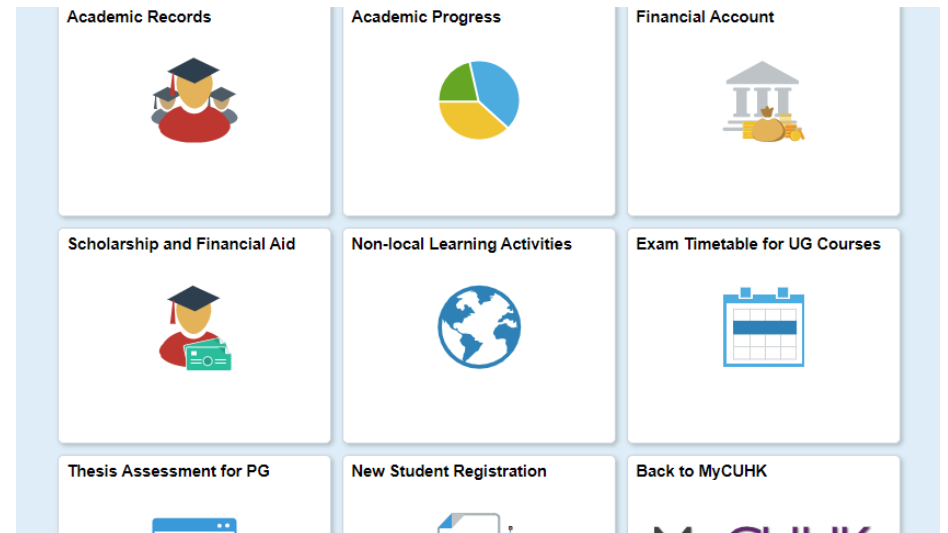 Academic Records
Academic Progress
Financial Account
Scholarship and Financial Aid
Non-local Learning Activities
Exam Timetable for UG Courses
Thesis Assessment for PG
New Student Registration
Back to MyCUHK